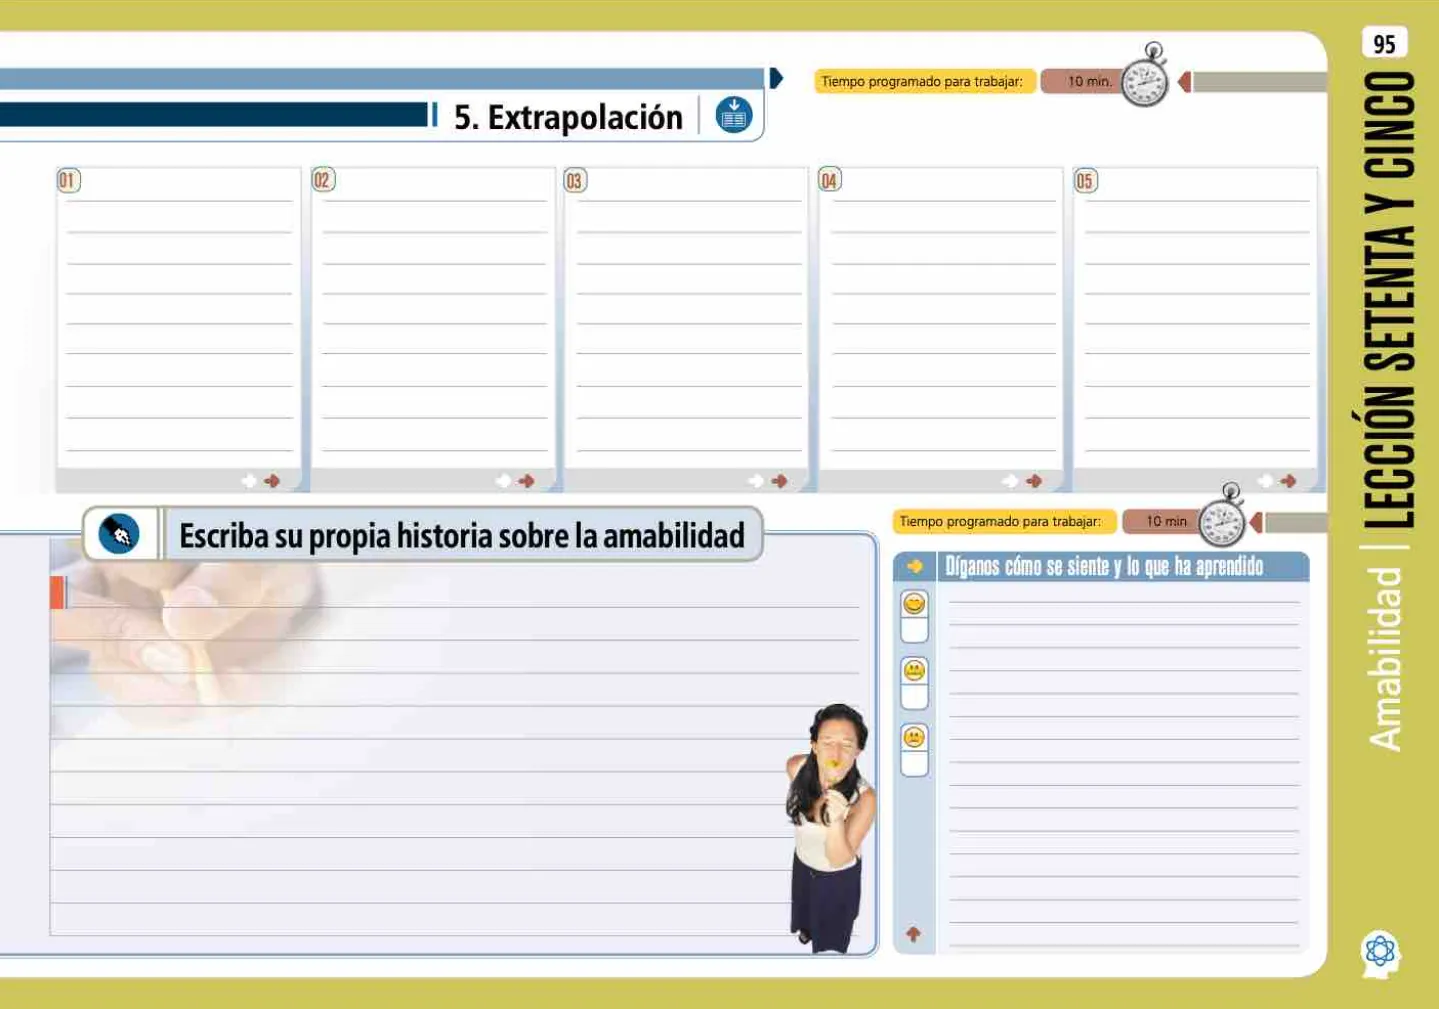 95
Tiempo programado para trabajar:
10 min.
5. Extrapolación
01
02
03
04
05
Escriba su propia historia sobre la amabilidad
Tiempo programado para trabajar:
10 min
Díganos cómo se siente y lo que ha aprendido
Amabilidad | LECCIÓN SETENTA Y CINCO